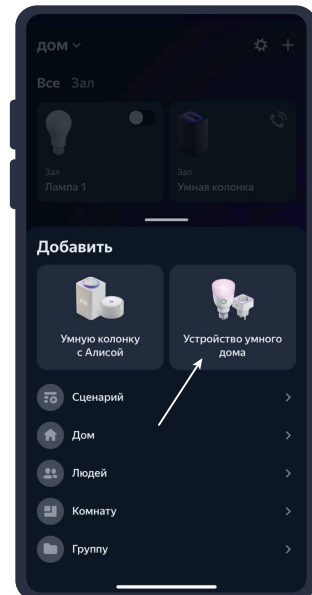 дом
Все Зал
Зал Зал
Лампа 1 Умная колонка
Добавить
Умную колонку
с Алисой
Устройство умного
дома
Сценарий
Дом
Людей
Комнату
Группу